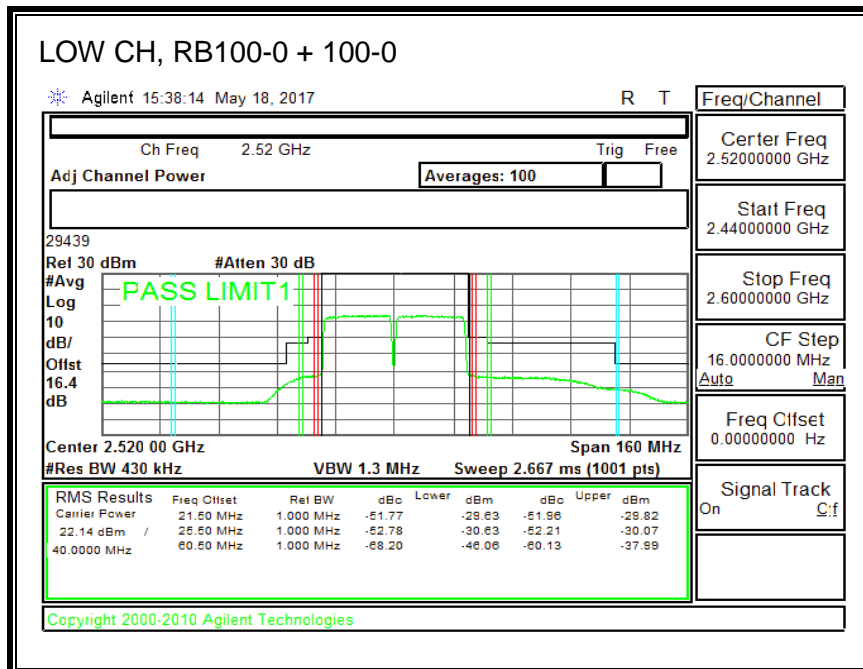 LOW CH, RB100-0 + 100-0
Agilent 15:38:14 May 18, 2017 R T
Freq/Channel
Ch Freq 2.52 GHz Trig Free
Adj Channel Power Averages: 100
Center Freq
2.52000000 GHz
Start Freq
2.44000000 GHz
Stop Freq
2.60000000 GHz
CF Step
16.0000000 MHz
Auto Man
Freq Offset
0.00000000 Hz
Signal Track
On Off
29439
Ref 30 dBm #Atten 30 dB
#Avg
Log
10
dB/
Offst
16.4
dB
PASS LIMIT1
Center 2.520 00 GHz Span 160 MHz
#Res BW 430 kHz VBW 1.3 MHz Sweep 2.667 ms (1001 pts)
RMS Results Freq Offset Ref BW dBc Lower dBm dBc Upper dBm
Carrier Power 21.50 MHz 1.000 MHz -51.77 -29.63 -51.96 -29.82
22.14 dBm / 25.50 MHz 1.000 MHz -52.78 -30.63 -52.21 -30.07
40.0000 MHz 60.50 MHz 1.000 MHz -68.20 -46.06 -60.13 -37.99
Copyright 2000-2010 Agilent Technologies